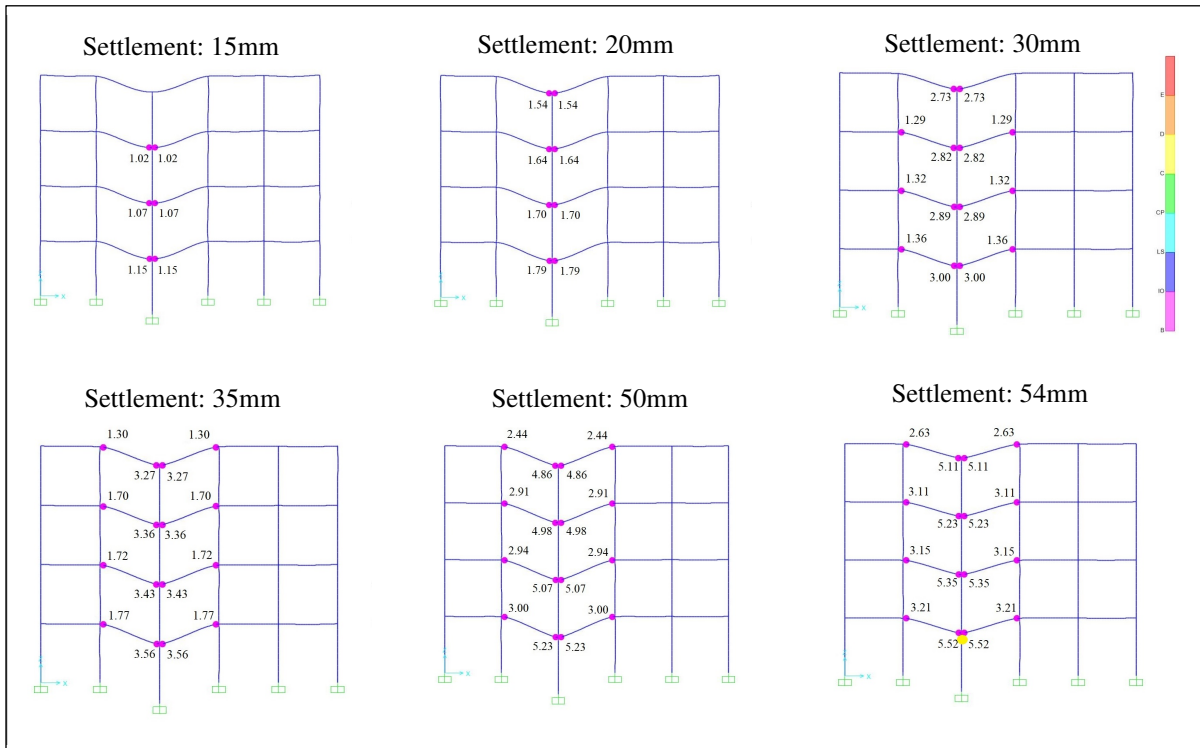 Settlement: 15mm
1.02 1.02
1.07 1.07
1.15 1.15
X
Settlement: 20mm
1.54 1.54
1.64 1.64
1.70 1.70
1.79 1.79
X
Settlement: 30mm
2.73 2.73
1.29 1.29
2.82 2.82
1.32 1.32
2.89 2.89
1.36 1.36
3.00 3.00
X
E
D
C
CP
LS
IO
B
Settlement: 35mm
1.30 1.30
3.27 3.27
1.70 1.70
3.36 3.36
1.72 1.72
3.43 3.43
1.77 1.77
3.56 3.56
X
Settlement: 50mm
2.44 2.44
4.86 4.86
2.91 2.91
4.98 4.98
2.94 2.94
5.07 5.07
3.00 3.00
5.23 5.23
X
Settlement: 54mm
2.63 2.63
5.11 5.11
3.11 3.11
5.23 5.23
3.15 3.15
5.35 5.35
3.21 3.21
5.52 5.52
X